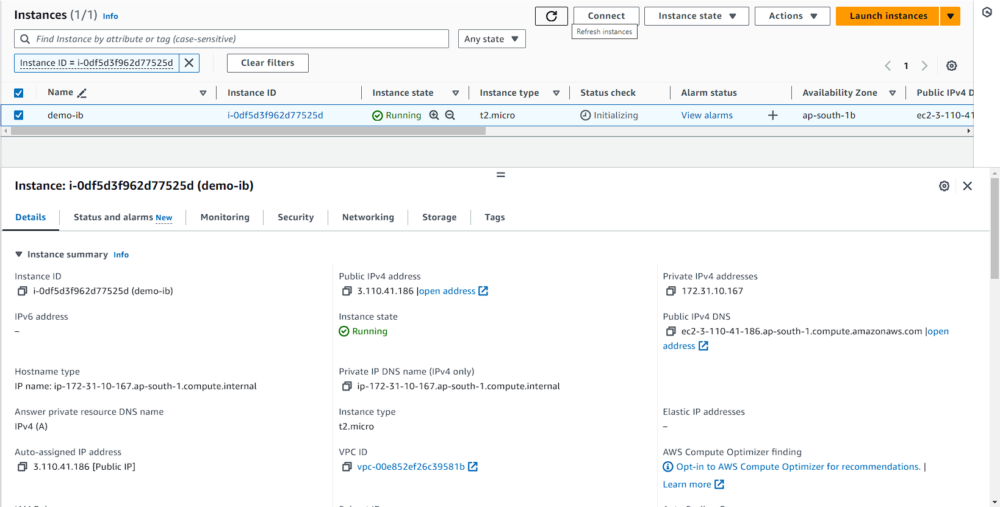 Instances (1/1) Info
Connect
Instance state
Actions
Launch instances
Refresh instances
Find Instance by attribute or tag (case-sensitive)
Any state
Instance ID = i-0df5d3f962d77525d
Clear filters
1
Name Instance ID Instance state Instance type Status check Alarm status Availability Zone Public IPv4 D
demo-ib i-0df5d3f962d77525d Running t2.micro Initializing View alarms ap-south-1b ec2-3-110-41
Instance: i-0df5d3f962d77525d (demo-ib)
Details Status and alarms New Monitoring Security Networking Storage Tags
Instance summary Info
Instance ID
i-0df5d3f962d77525d (demo-ib)
Public IPv4 address
3.110.41.186 |open address
Private IPv4 addresses
172.31.10.167
IPv6 address
–
Instance state
Running
Public IPv4 DNS
ec2-3-110-41-186.ap-south-1.compute.amazonaws.com |open
address
Hostname type
IP name: ip-172-31-10-167.ap-south-1.compute.internal
Private IP DNS name (IPv4 only)
ip-172-31-10-167.ap-south-1.compute.internal
Answer private resource DNS name
IPv4 (A)
Instance type
t2.micro
Elastic IP addresses
–
Auto-assigned IP address
3.110.41.186 [Public IP]
VPC ID
vpc-00e852ef26c39581b
AWS Compute Optimizer finding
Opt-in to AWS Compute Optimizer for recommendations. |
Learn more